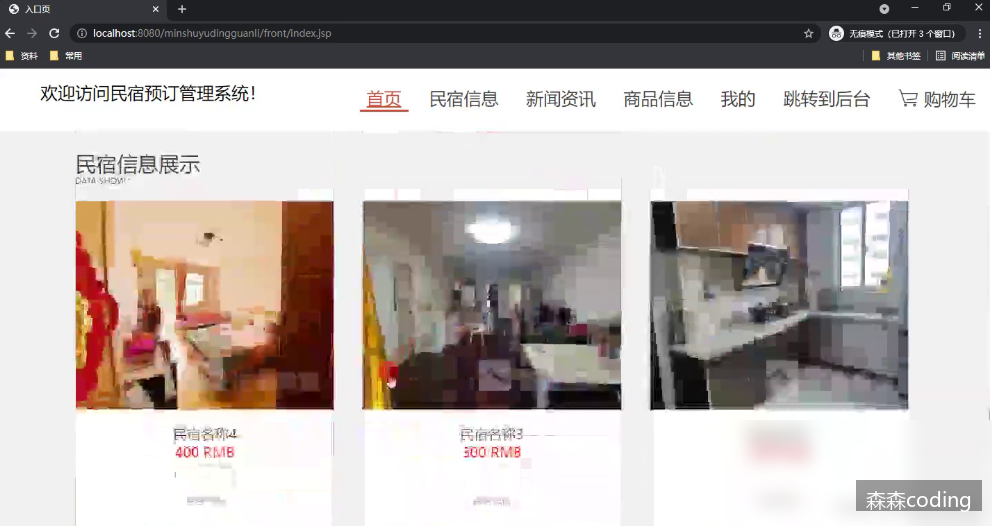 入口页
localhost:8080/minshuyudingguanli/front/index.jsp
无痕模式（已打开 3 个窗口）
资料
常用
其他书签
阅读清单
欢迎访问民宿预订管理系统！
首页
民宿信息
新闻资讯
商品信息
我的
跳转到后台
购物车
民宿信息展示
DATA SHOW
民宿名称4
民宿名称3
400 RMB
300 RMB
森森coding